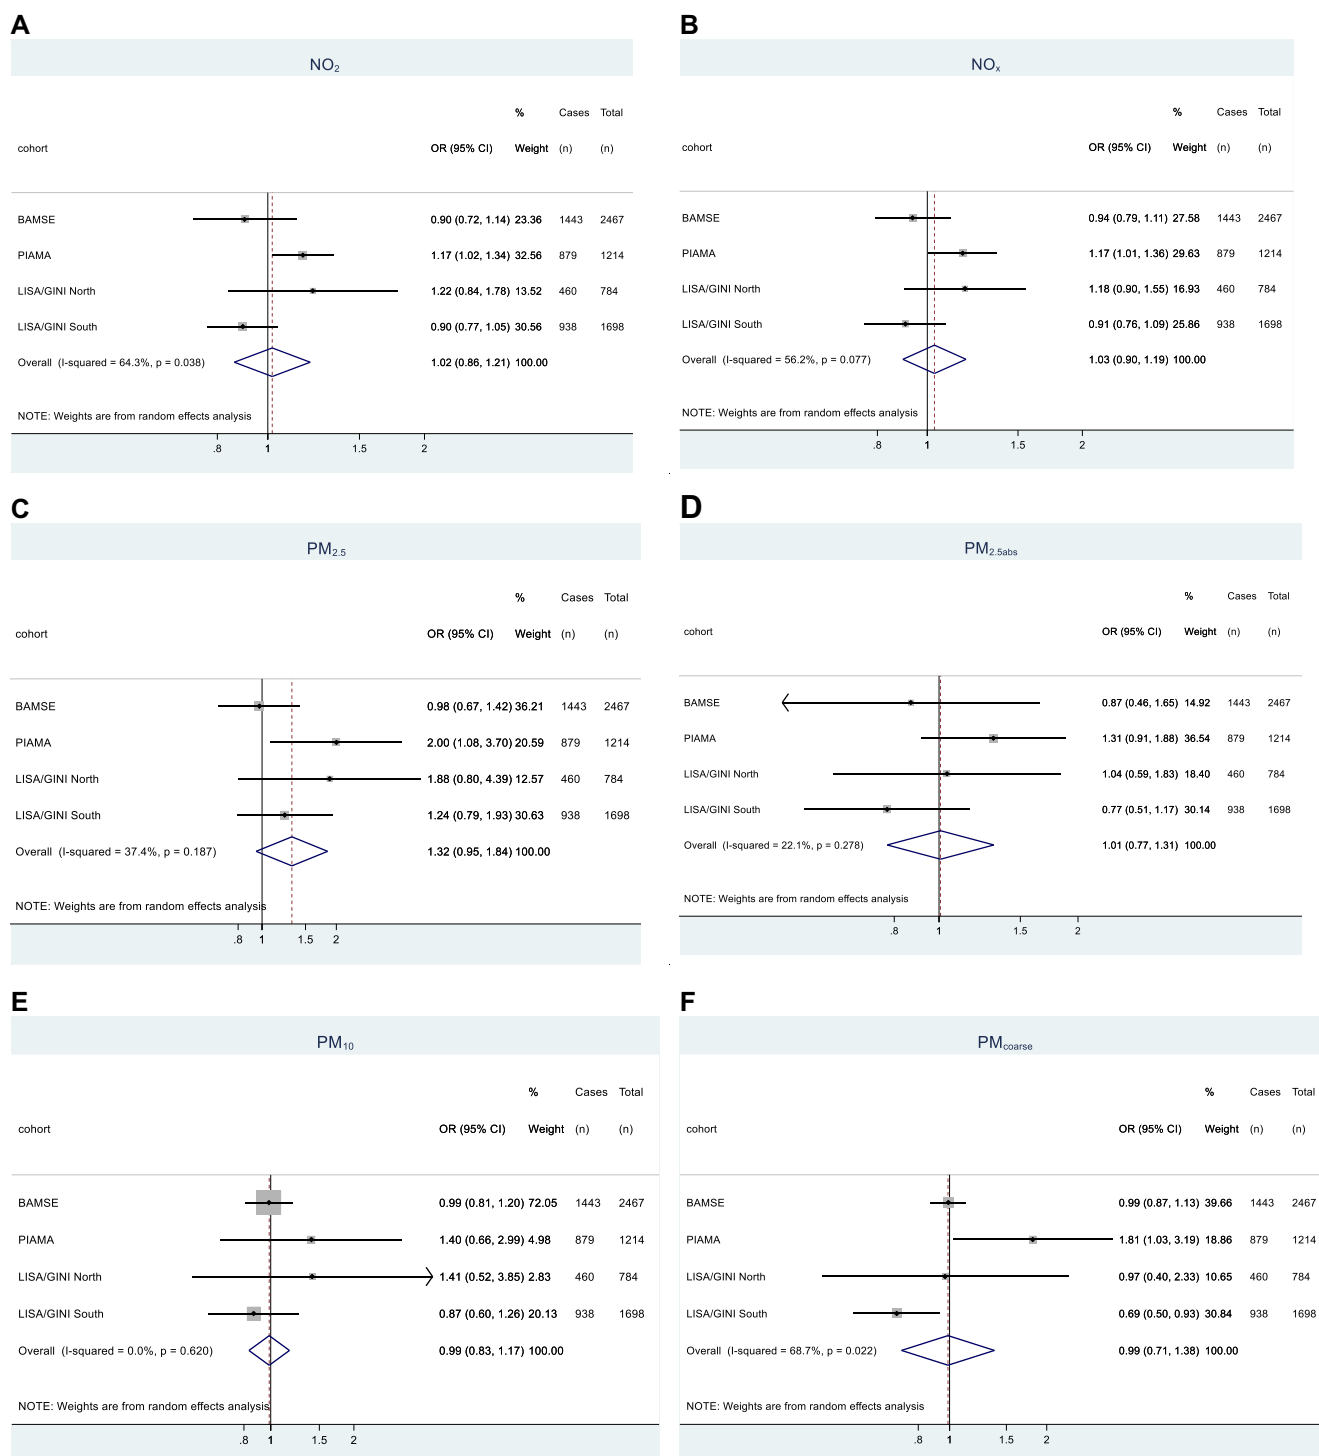 A
NO2
% Cases Total
cohort OR (95% CI) Weight (n) (n)
BAMSE 0.90 (0.72, 1.14) 23.36 1443 2467
PIAMA 1.17 (1.02, 1.34) 32.56 879 1214
LISA/GINI North 1.22 (0.84, 1.78) 13.52 460 784
LISA/GINI South 0.90 (0.77, 1.05) 30.56 938 1698
Overall (I-squared = 64.3%, p = 0.038) 1.02 (0.86, 1.21) 100.00
NOTE: Weights are from random effects analysis
.8 1 1.5 2
B
NOx
% Cases Total
cohort OR (95% CI) Weight (n) (n)
BAMSE 0.94 (0.79, 1.11) 27.58 1443 2467
PIAMA 1.17 (1.01, 1.36) 29.63 879 1214
LISA/GINI North 1.18 (0.90, 1.55) 16.93 460 784
LISA/GINI South 0.91 (0.76, 1.09) 25.86 938 1698
Overall (I-squared = 56.2%, p = 0.077) 1.03 (0.90, 1.19) 100.00
NOTE: Weights are from random effects analysis
.8 1 1.5 2
C
PM2.5
% Cases Total
cohort OR (95% CI) Weight (n) (n)
BAMSE 0.98 (0.67, 1.42) 36.21 1443 2467
PIAMA 2.00 (1.08, 3.70) 20.59 879 1214
LISA/GINI North 1.88 (0.80, 4.39) 12.57 460 784
LISA/GINI South 1.24 (0.79, 1.93) 30.63 938 1698
Overall (I-squared = 37.4%, p = 0.187) 1.32 (0.95, 1.84) 100.00
NOTE: Weights are from random effects analysis
.8 1 1.5 2
D
PM2.5abs
% Cases Total
cohort OR (95% CI) Weight (n) (n)
BAMSE 0.87 (0.46, 1.65) 14.92 1443 2467
PIAMA 1.31 (0.91, 1.88) 36.54 879 1214
LISA/GINI North 1.04 (0.59, 1.83) 18.40 460 784
LISA/GINI South 0.77 (0.51, 1.17) 30.14 938 1698
Overall (I-squared = 22.1%, p = 0.278) 1.01 (0.77, 1.31) 100.00
NOTE: Weights are from random effects analysis
.8 1 1.5 2
E
PM10
% Cases Total
cohort OR (95% CI) Weight (n) (n)
BAMSE 0.99 (0.81, 1.20) 72.05 1443 2467
PIAMA 1.40 (0.66, 2.99) 4.98 879 1214
LISA/GINI North 1.41 (0.52, 3.85) 2.83 460 784
LISA/GINI South 0.87 (0.60, 1.26) 20.13 938 1698
Overall (I-squared = 0.0%, p = 0.620) 0.99 (0.83, 1.17) 100.00
NOTE: Weights are from random effects analysis
.8 1 1.5 2
F
PMcoarse
% Cases Total
cohort OR (95% CI) Weight (n) (n)
BAMSE 0.99 (0.87, 1.13) 39.66 1443 2467
PIAMA 1.81 (1.03, 3.19) 18.86 879 1214
LISA/GINI North 0.97 (0.40, 2.33) 10.65 460 784
LISA/GINI South 0.69 (0.50, 0.93) 30.84 938 1698
Overall (I-squared = 68.7%, p = 0.022) 0.99 (0.71, 1.38) 100.00
NOTE: Weights are from random effects analysis
.8 1 1.5 2